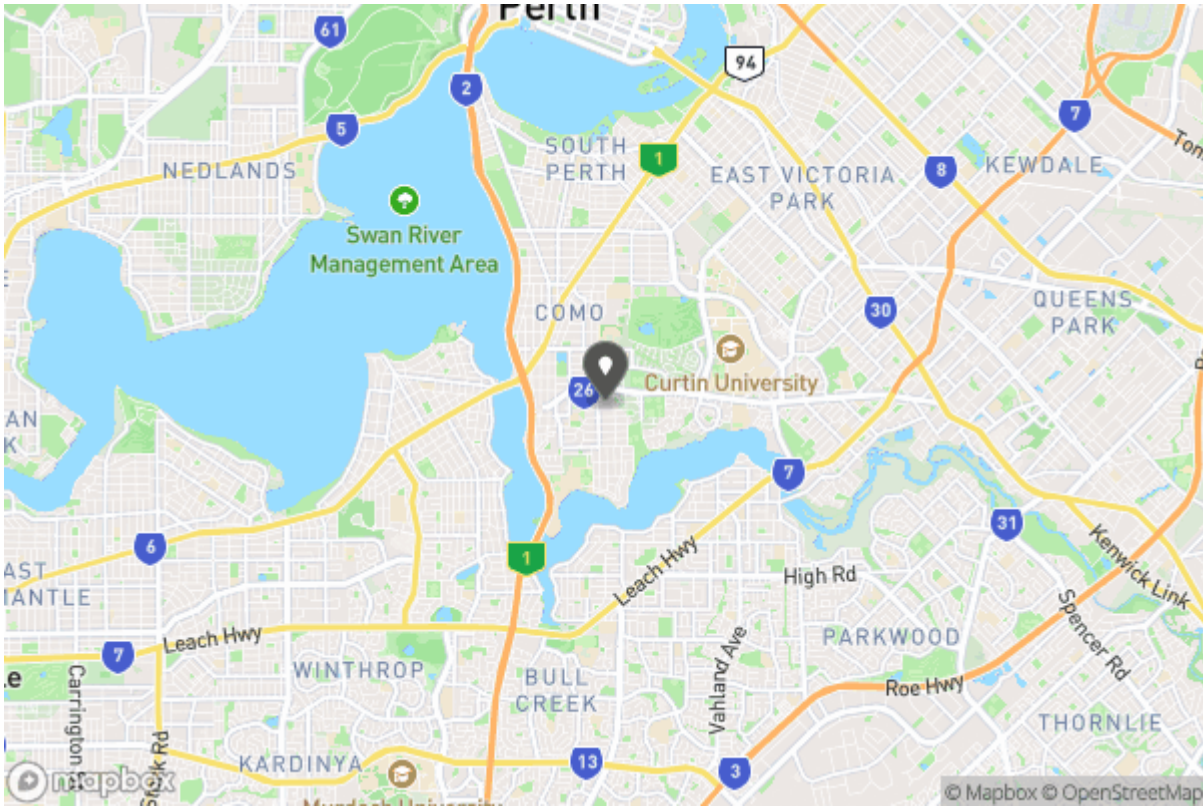 Perth
61
94
2
5
7
SOUTH
PERTH
1
8
KEWDALE
NEDLANDS
EAST VICTORIA
PARK
Swan River
Management Area
COMO
30
QUEENS
PARK
26
Curtin University
7
6
31
1
Leach Hwy
High Rd
Kenwick Link
Spencer Rd
PARKWOOD
7
Leach Hwy
WINTHROP
BULL
CREEK
Vahland Ave
Roe Hwy
THORNLIE
Carrington St
KARDINYA
13
3
mapbox
Murdoch University
© Mapbox © OpenStreetMap